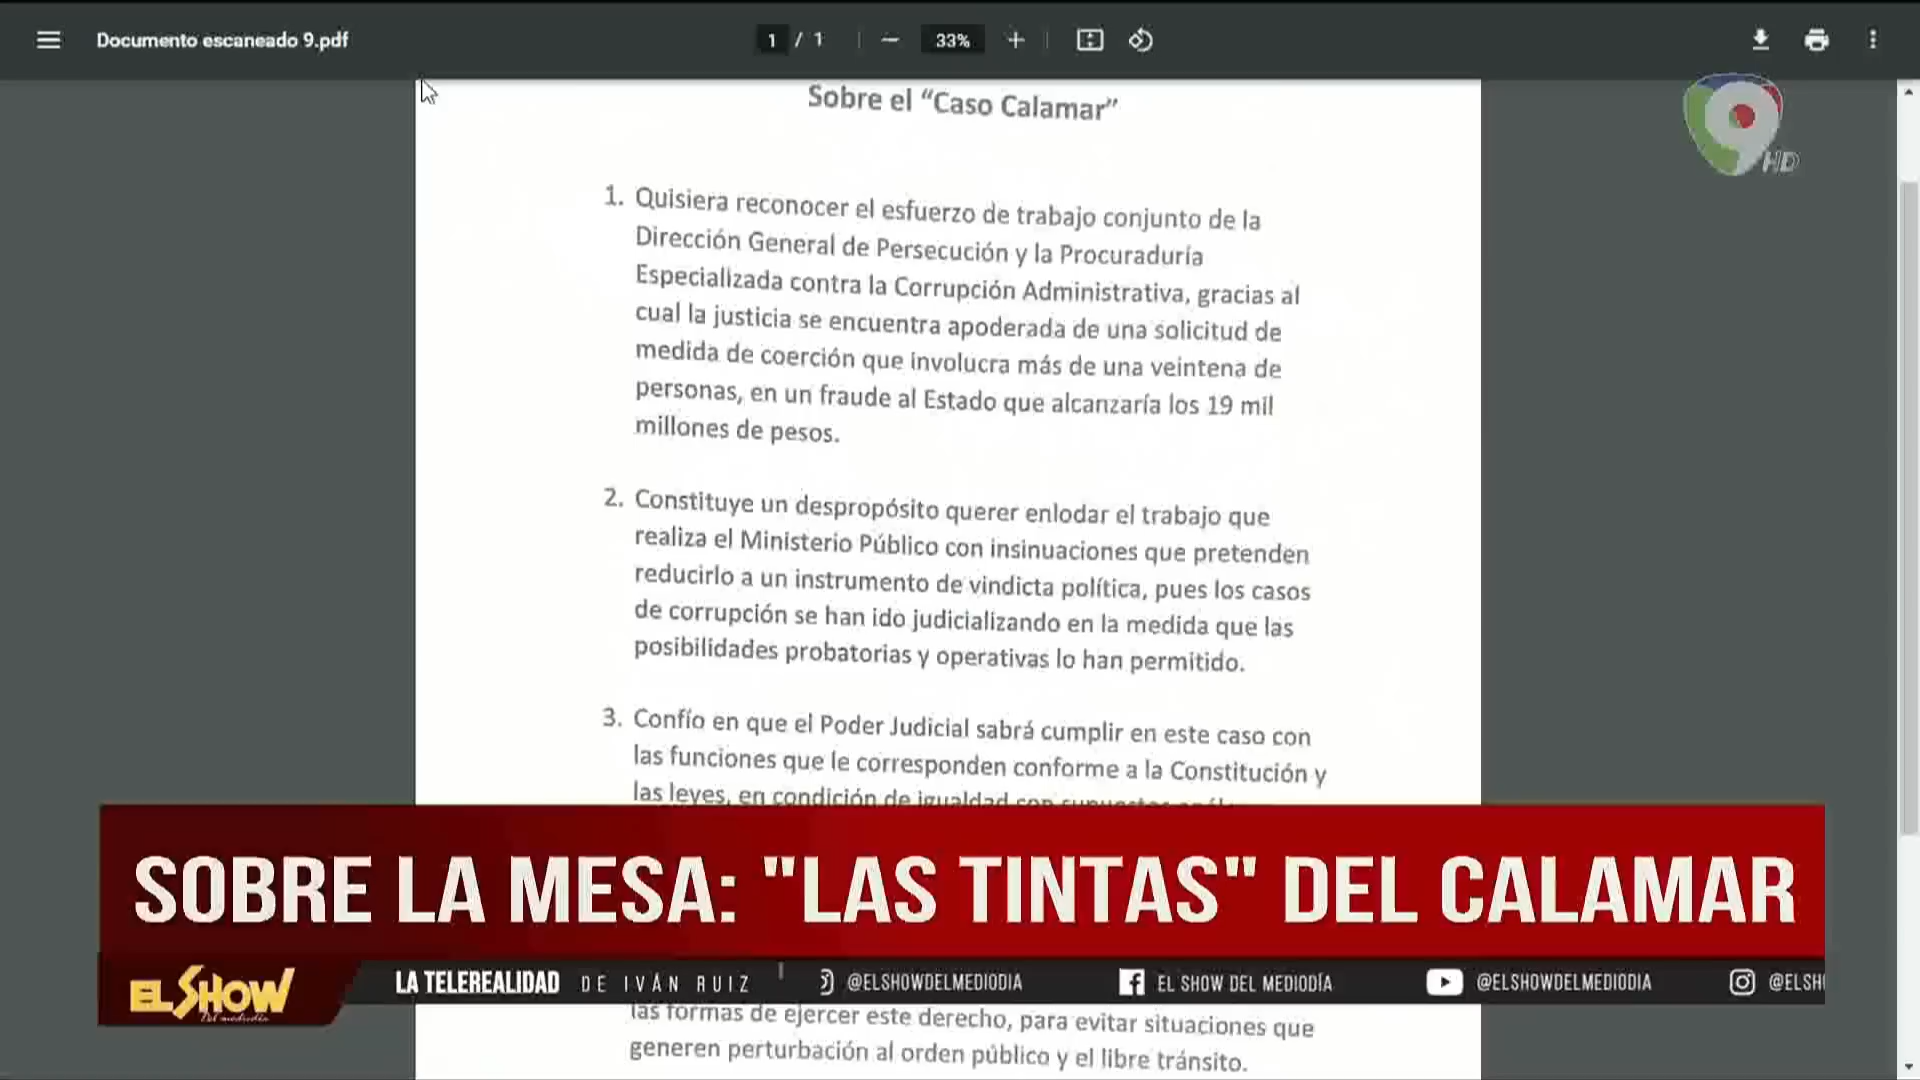 Documento escaneado 9.pdf
1 / 1
33%
HD
Sobre el “Caso Calamar”
1. Quisiera reconocer el esfuerzo de trabajo conjunto de la
Dirección General de Persecución y la Procuraduría
Especializada contra la Corrupción Administrativa, gracias al
cual la justicia se encuentra apoderada de una solicitud de
medida de coerción que involucra más de una veintena de
personas, en un fraude al Estado que alcanzaría los 19 mil
millones de pesos.
2. Constituye un despropósito querer enlodar el trabajo que
realiza el Ministerio Público con insinuaciones que pretenden
reducirlo a un instrumento de vindicta política, pues los casos
de corrupción se han ido judicializando en la medida que las
posibilidades probatorias y operativas lo han permitido.
3. Confío en que el Poder Judicial sabrá cumplir en este caso con
las funciones que le corresponden conforme a la Constitución y
las leyes, en condición de igualdad con
SOBRE LA MESA: "LAS TINTAS" DEL CALAMAR
EL SHOW
Del mediodía
LA TELEREALIDAD DE IVÁN RUIZ
@ELSHOWDELMEDIODIA
EL SHOW DEL MEDIODÍA
@ELSHOWDELMEDIODIA
@ELSH
las formas de ejercer este derecho, para evitar situaciones que
generen perturbación al orden público y el libre tránsito.